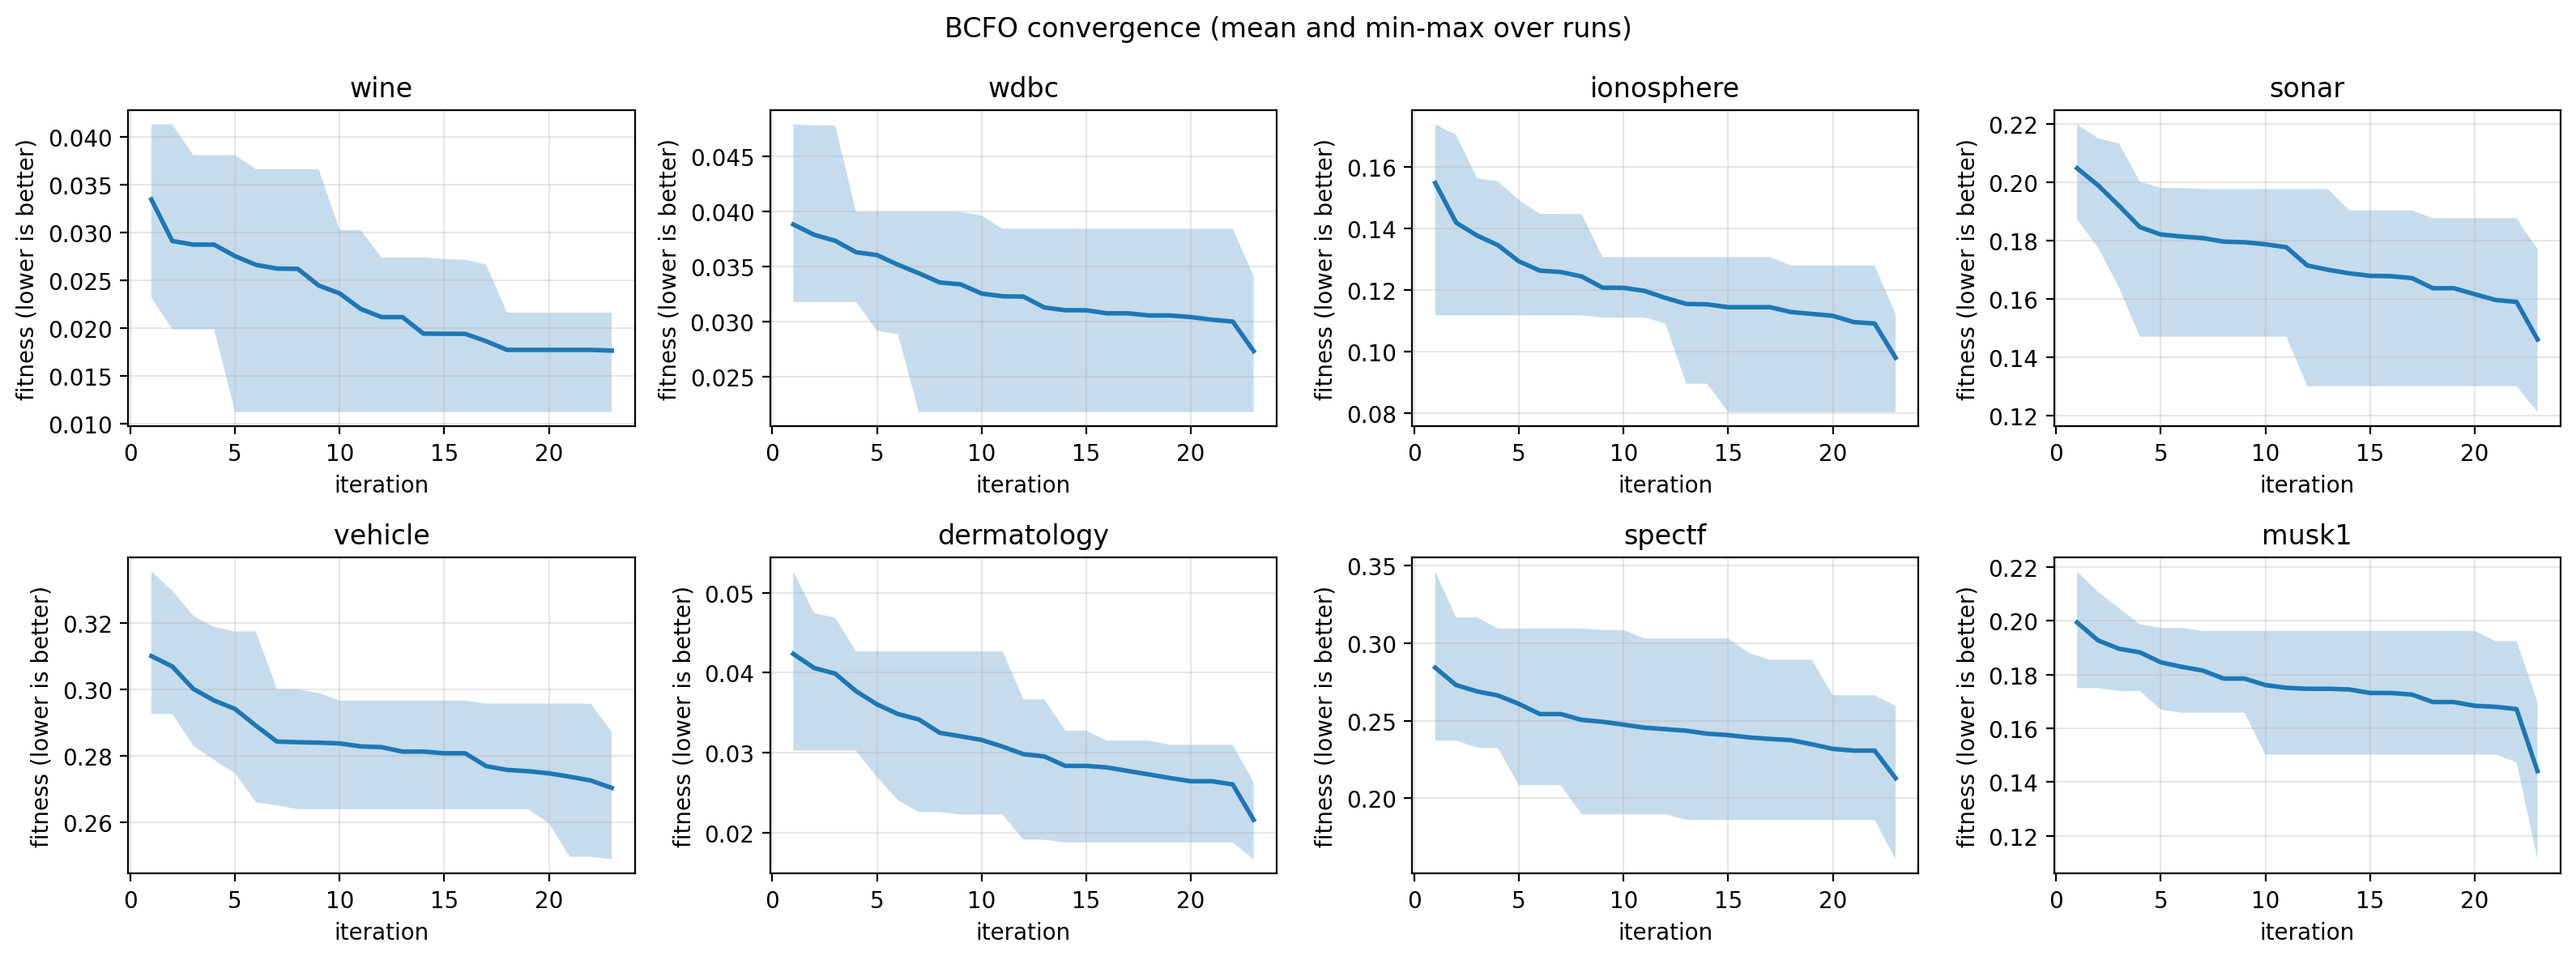 BCFO convergence (mean and min-max over runs)
wine
fitness (lower is better)
0.040
0.035
0.030
0.025
0.020
0.015
0.010
0 5 10 15 20
iteration
wdbc
fitness (lower is better)
0.045
0.040
0.035
0.030
0.025
0 5 10 15 20
iteration
ionosphere
fitness (lower is better)
0.16
0.14
0.12
0.10
0.08
0 5 10 15 20
iteration
sonar
fitness (lower is better)
0.22
0.20
0.18
0.16
0.14
0.12
0 5 10 15 20
iteration
vehicle
fitness (lower is better)
0.32
0.30
0.28
0.26
0 5 10 15 20
iteration
dermatology
fitness (lower is better)
0.05
0.04
0.03
0.02
0 5 10 15 20
iteration
spectf
fitness (lower is better)
0.35
0.30
0.25
0.20
0 5 10 15 20
iteration
musk1
fitness (lower is better)
0.22
0.20
0.18
0.16
0.14
0.12
0 5 10 15 20
iteration